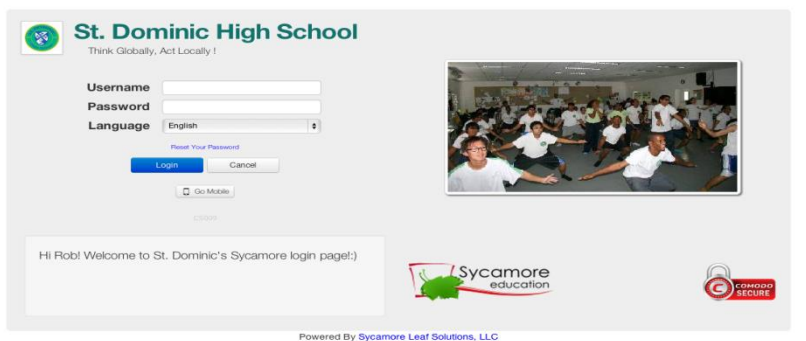 St. Dominic High School
Think Globally, Act Locally !
Username
Password
Language English
Reset Your Password
Login Cancel
Go Mobile
Hi Rob! Welcome to St. Dominic's Sycamore login page!:)
Sycamore
education
COMODO
SECURE
Powered By Sycamore Leaf Solutions, LLC